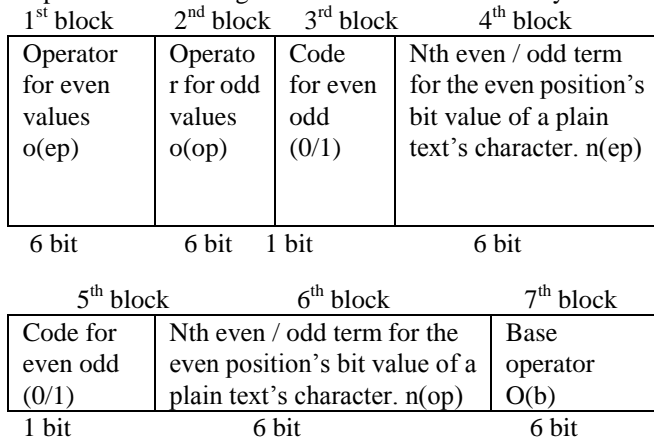 1st block 2nd block 3rd block 4th block
Operator for even values o(ep)
Operato r for odd values o(op)
Code for even odd (0/1)
Nth even / odd term for the even position's bit value of a plain text's character. n(ep)
6 bit 6 bit 1 bit 6 bit
5th block 6th block 7th block
Code for even odd (0/1)
Nth even / odd term for the even position's bit value of a plain text's character. n(op)
Base operator O(b)
1 bit 6 bit 6 bit